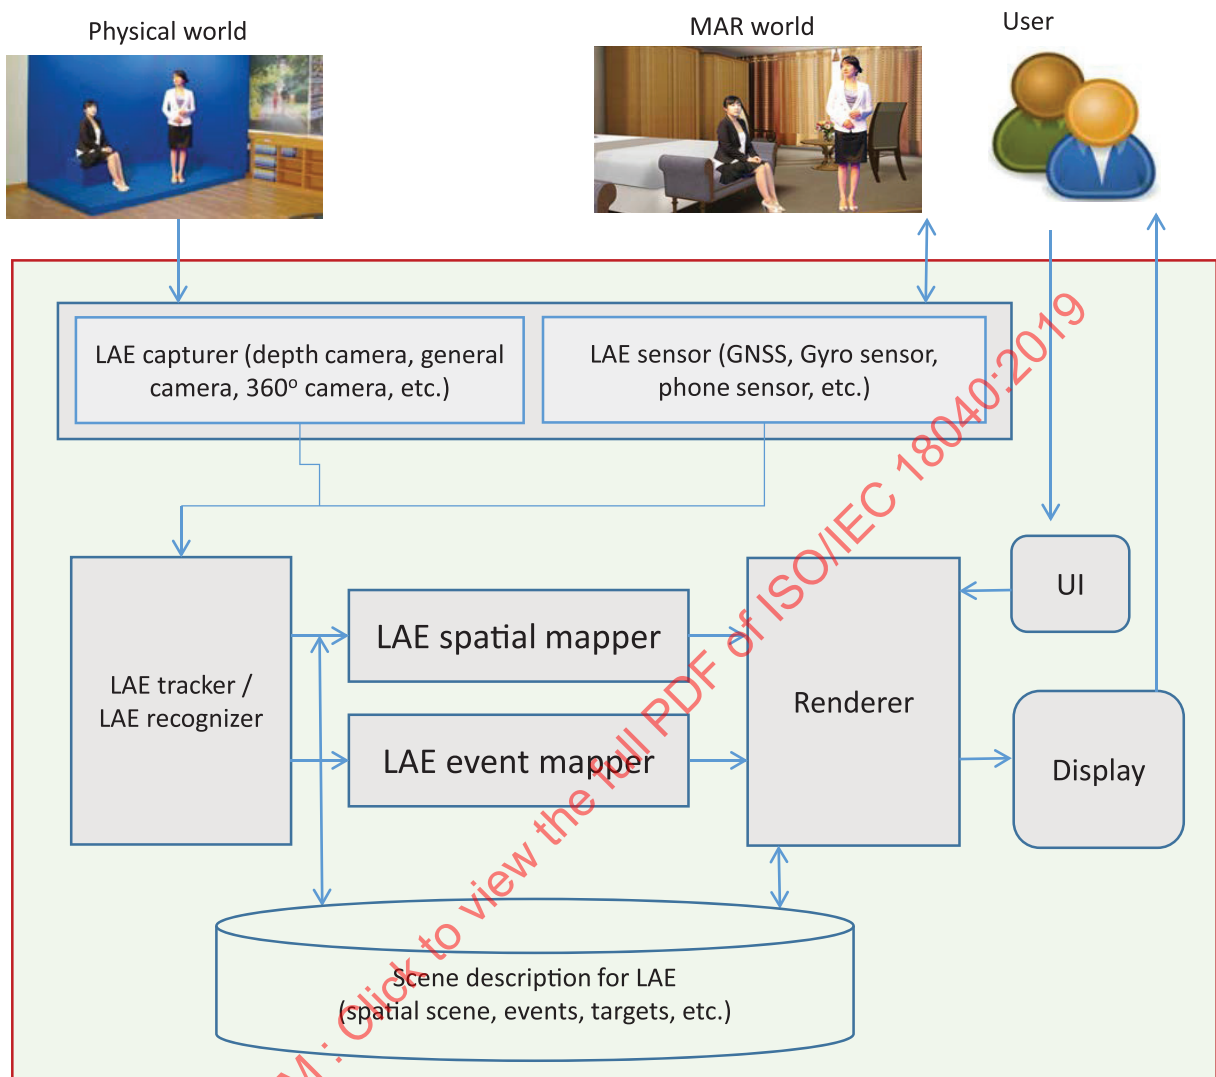 Physical world
MAR world
User
LAE capturer (depth camera, general
camera, 360º camera, etc.)
LAE sensor (GNSS, Gyro sensor,
phone sensor, etc.)
LAE tracker /
LAE recognizer
LAE spatial mapper
LAE event mapper
Renderer
UI
Display
Scene description for LAE
(spatial scene, events, targets, etc.)
M : Click to view the full PDF of ISO/IEC 18040:2019